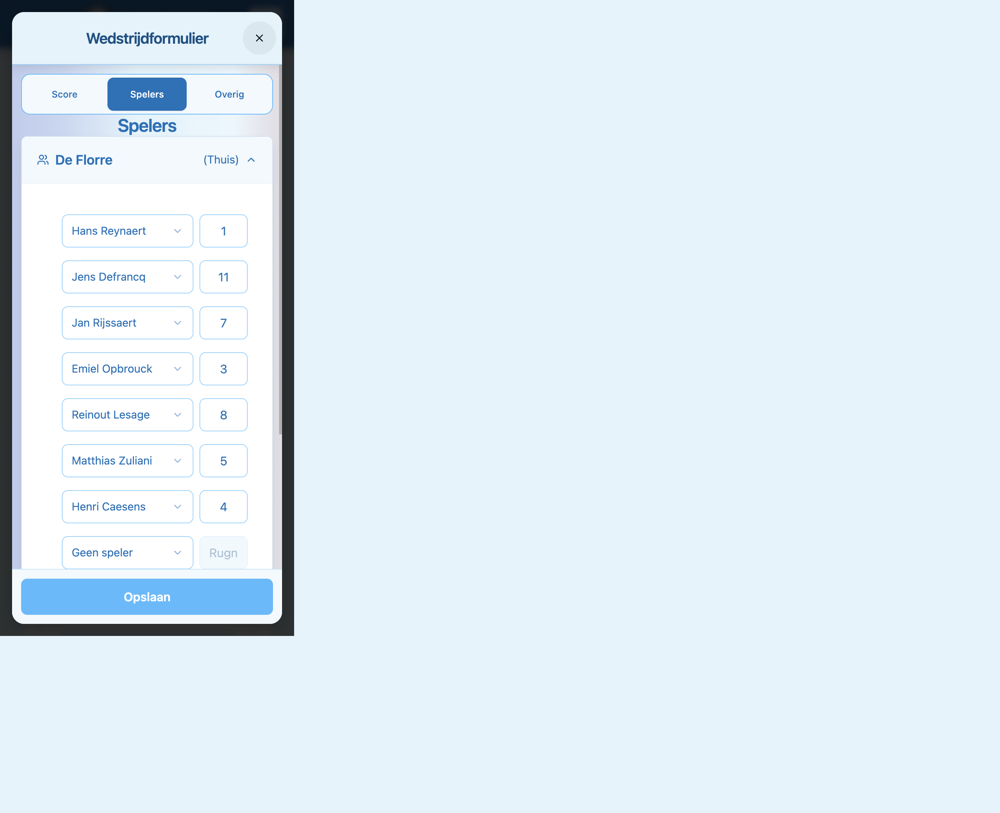 Wedstrijdformulier
Score Spelers Overig
Spelers
De Florre (Thuis)
Hans Reynaert 1
Jens Defrancq 11
Jan Rijssaert 7
Emiel Opbrouck 3
Reinout Lesage 8
Matthias Zuliani 5
Henri Caesens 4
Geen speler Rugn
Opslaan